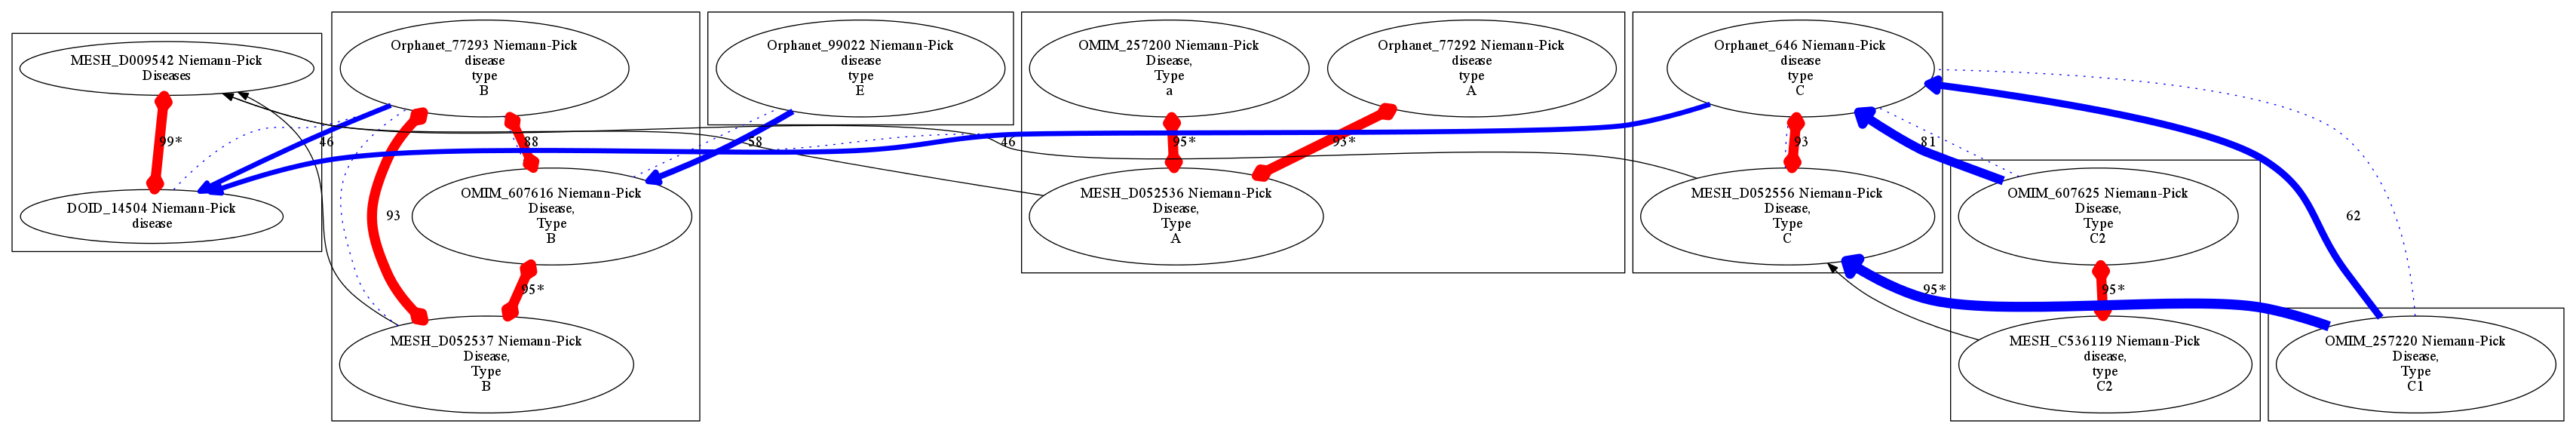 MESH_D009542 Niemann-Pick
Diseases
99*
DOID_14504 Niemann-Pick
disease
Orphanet_77293 Niemann-Pick
disease
type
B
46
88
93
OMIM_607616 Niemann-Pick
Disease,
Type
B
95*
MESH_D052537 Niemann-Pick
Disease,
Type
B
Orphanet_99022 Niemann-Pick
disease
type
E
58
46
OMIM_257200 Niemann-Pick
Disease,
Type
a
Orphanet_77292 Niemann-Pick
disease
type
A
95*
93*
MESH_D052536 Niemann-Pick
Disease,
Type
A
Orphanet_646 Niemann-Pick
disease
type
C
93
81
MESH_D052556 Niemann-Pick
Disease,
Type
C
95*
OMIM_607625 Niemann-Pick
Disease,
Type
C2
95*
MESH_C536119 Niemann-Pick
disease,
type
C2
62
OMIM_257220 Niemann-Pick
Disease,
Type
C1